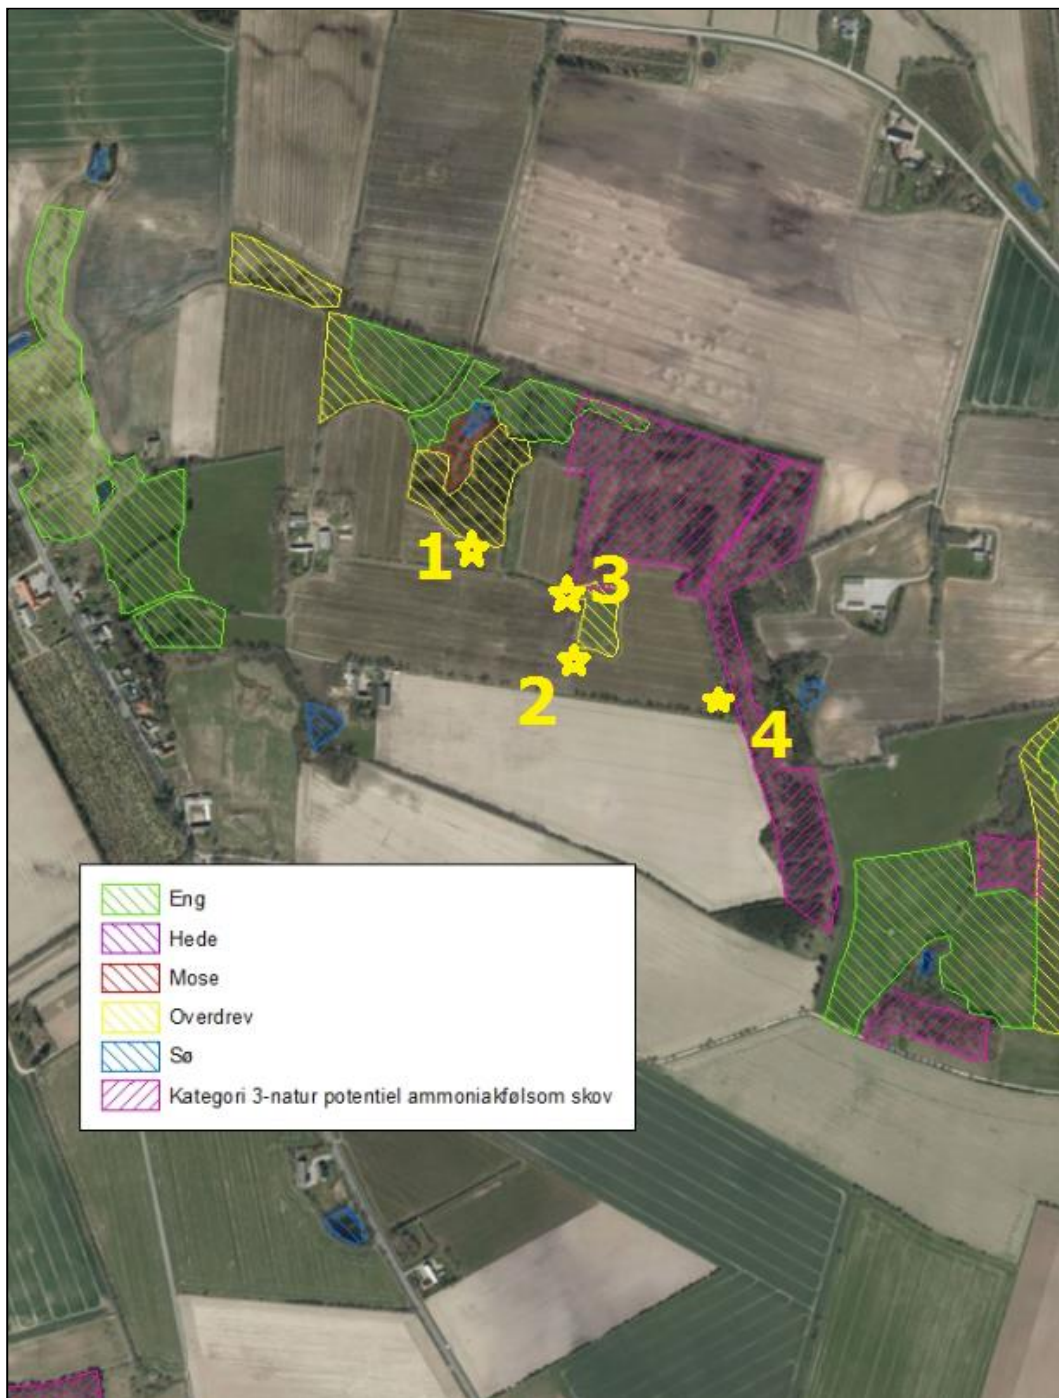 1
3
2
4
Eng
Hede
Mose
Overdrev
Sø
Kategori 3-natur potentiel ammoniakfølsom skov